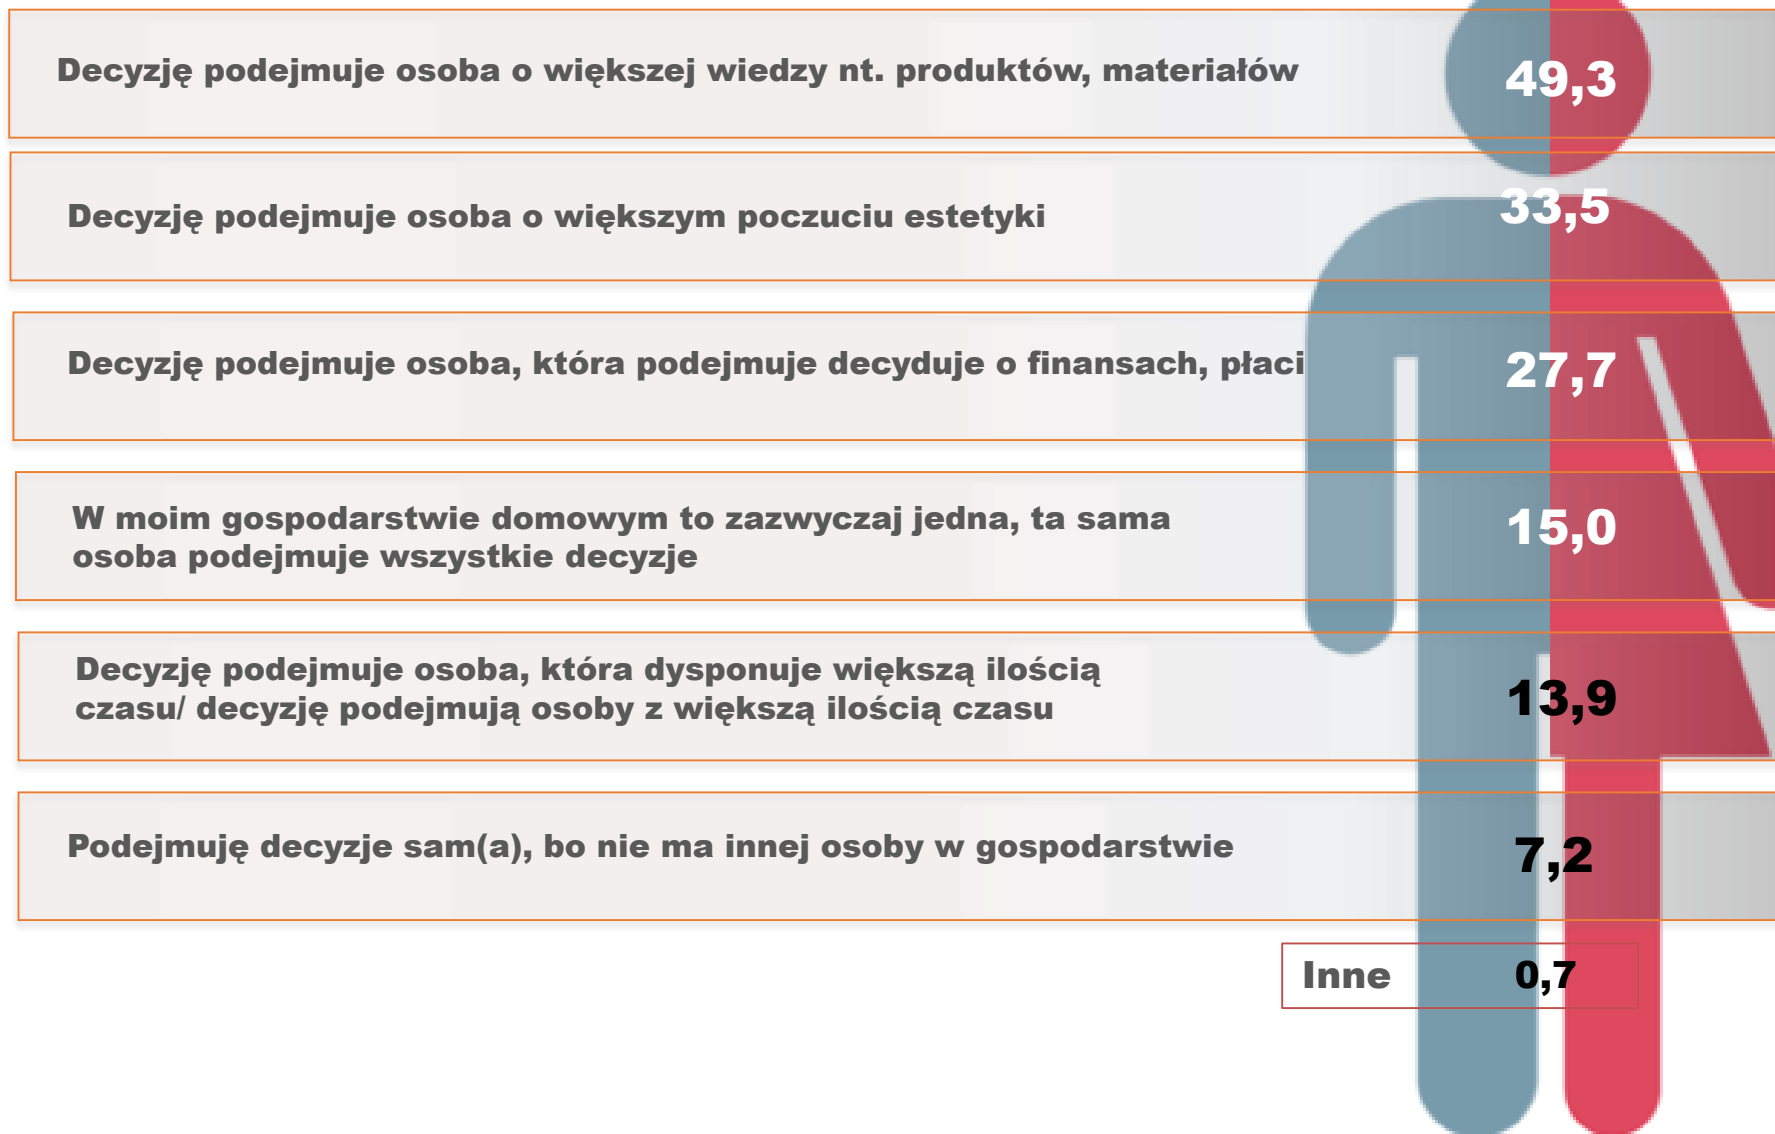 Decyzję podejmuje osoba o większej wiedzy nt. produktów, materiałów 49,3
Decyzję podejmuje osoba o większym poczuciu estetyki 33,5
Decyzję podejmuje osoba, która podejmuje decyduje o finansach, płaci 27,7
W moim gospodarstwie domowym to zazwyczaj jedna, ta sama
osoba podejmuje wszystkie decyzje
15,0
Decyzję podejmuje osoba, która dysponuje większą ilością
czasu/ decyzję podejmują osoby z większą ilością czasu
13,9
Podejmuję decyzje sam(a), bo nie ma innej osoby w gospodarstwie 7,2
Inne 0,7